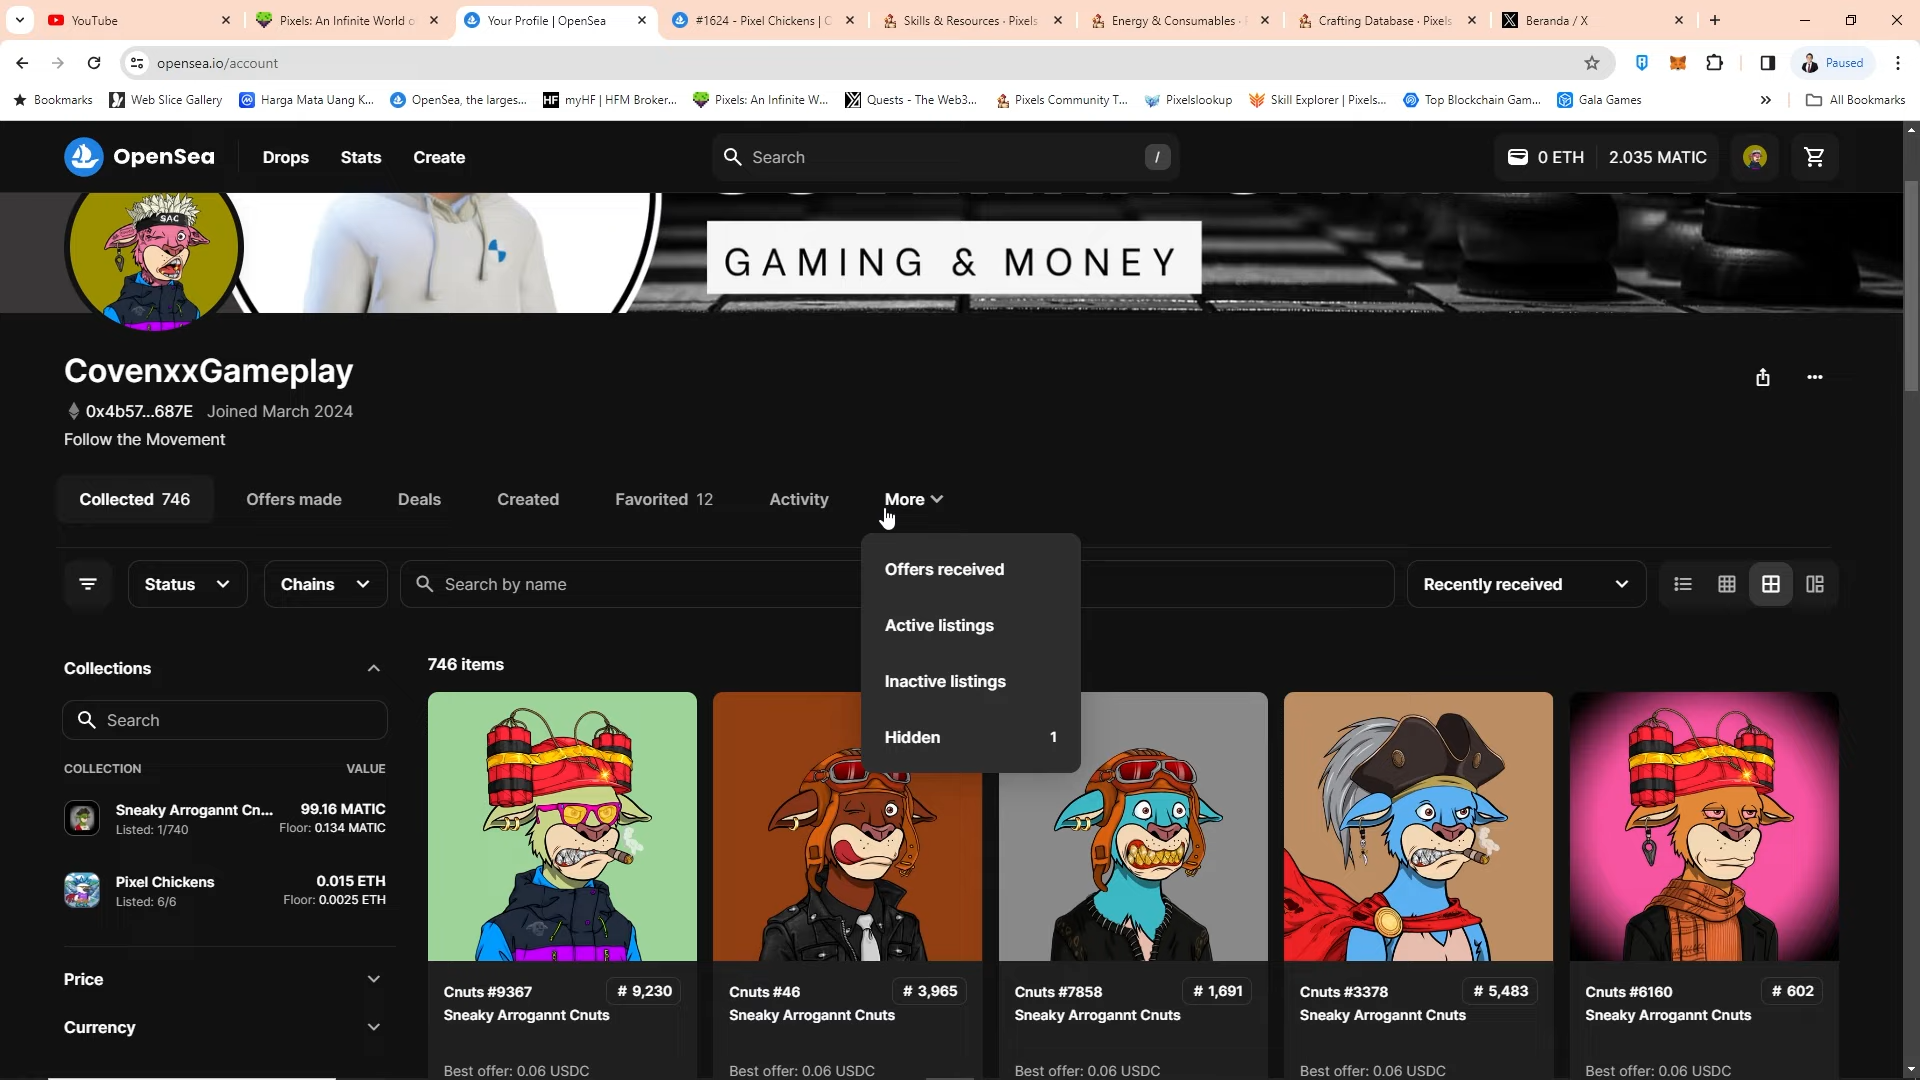 YouTube
Pixels: An Infinite World o
Your Profile | OpenSea
#1624 - Pixel Chickens | C
Skills & Resources · Pixels
Energy & Consumables ·
Crafting Database · Pixels
Beranda / X
opensea.io/account
Paused
Bookmarks
Web Slice Gallery
Harga Mata Uang K...
OpenSea, the larges...
myHF | HFM Broker...
Pixels: An Infinite W...
Quests - The Web3...
Pixels Community T...
Pixelslookup
Skill Explorer | Pixels...
Top Blockchain Gam...
Gala Games
All Bookmarks
OpenSea
Drops
Stats
Create
Search
/
0 ETH
2.035 MATIC
SAC
GAMING & MONEY
CovenxxGameplay
0x4b57...687E Joined March 2024
Follow the Movement
Collected 746
Offers made
Deals
Created
Favorited 12
Activity
More
Offers received
Active listings
Inactive listings
Hidden 1
Status
Chains
Search by name
Recently received
Collections
Search
COLLECTION VALUE
Sneaky Arrogannt Cn... 99.16 MATIC
Listed: 1/740 Floor: 0.134 MATIC
Pixel Chickens 0.015 ETH
Listed: 6/6 Floor: 0.0025 ETH
Price
Currency
746 items
Cnuts #9367 # 9,230
Sneaky Arrogannt Cnuts
Best offer: 0.06 USDC
Cnuts #46 # 3,965
Sneaky Arrogannt Cnuts
Best offer: 0.06 USDC
Cnuts #7858 # 1,691
Sneaky Arrogannt Cnuts
Best offer: 0.06 USDC
Cnuts #3378 # 5,483
Sneaky Arrogannt Cnuts
Best offer: 0.06 USDC
Cnuts #6160 # 602
Sneaky Arrogannt Cnuts
Best offer: 0.06 USDC